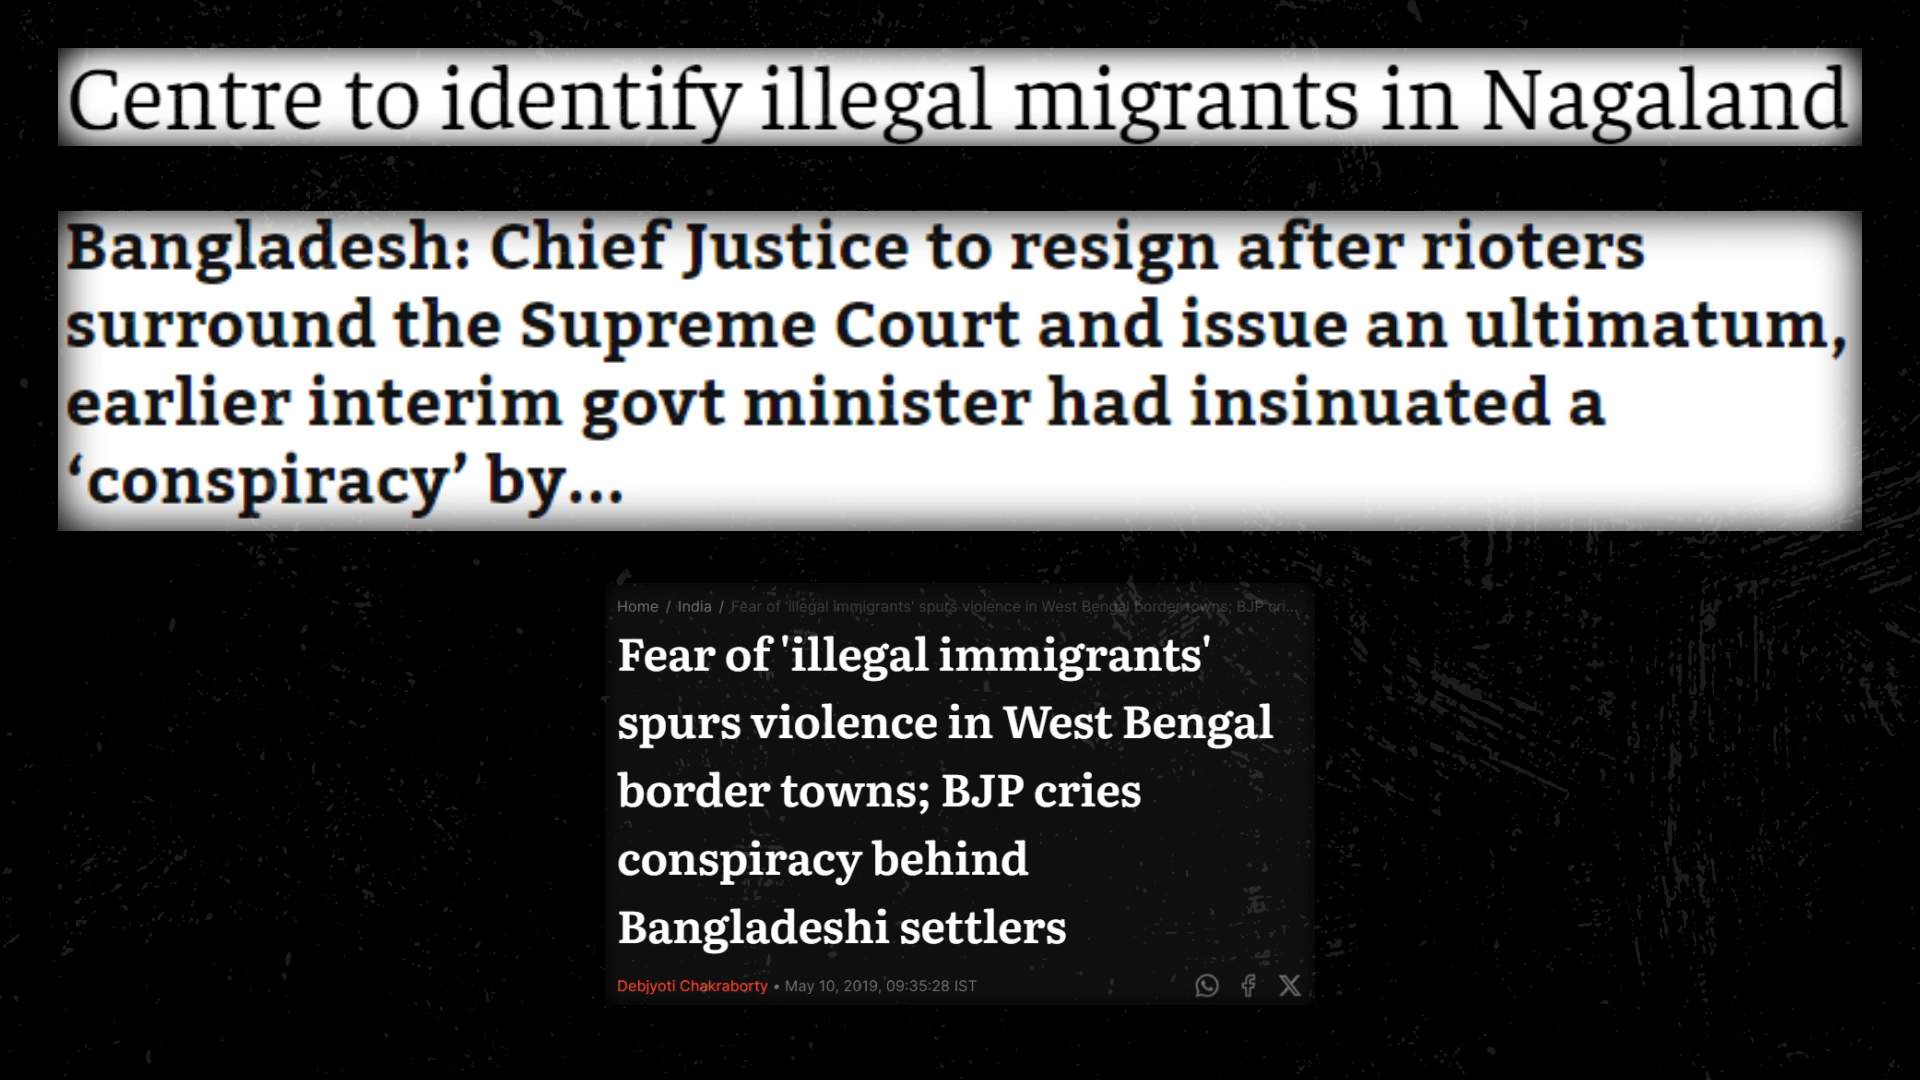 Centre to identify illegal migrants in Nagaland
Bangladesh: Chief Justice to resign after rioters
surround the Supreme Court and issue an ultimatum,
earlier interim govt minister had insinuated a
‘conspiracy’ by...
Home / India / Fear of 'illegal immigrants' spurs violence in West Bengal border towns; BJP cri...
Fear of 'illegal immigrants'
spurs violence in West Bengal
border towns; BJP cries
conspiracy behind
Bangladeshi settlers
Debjyoti Chakraborty • May 10, 2019, 09:35:28 IST